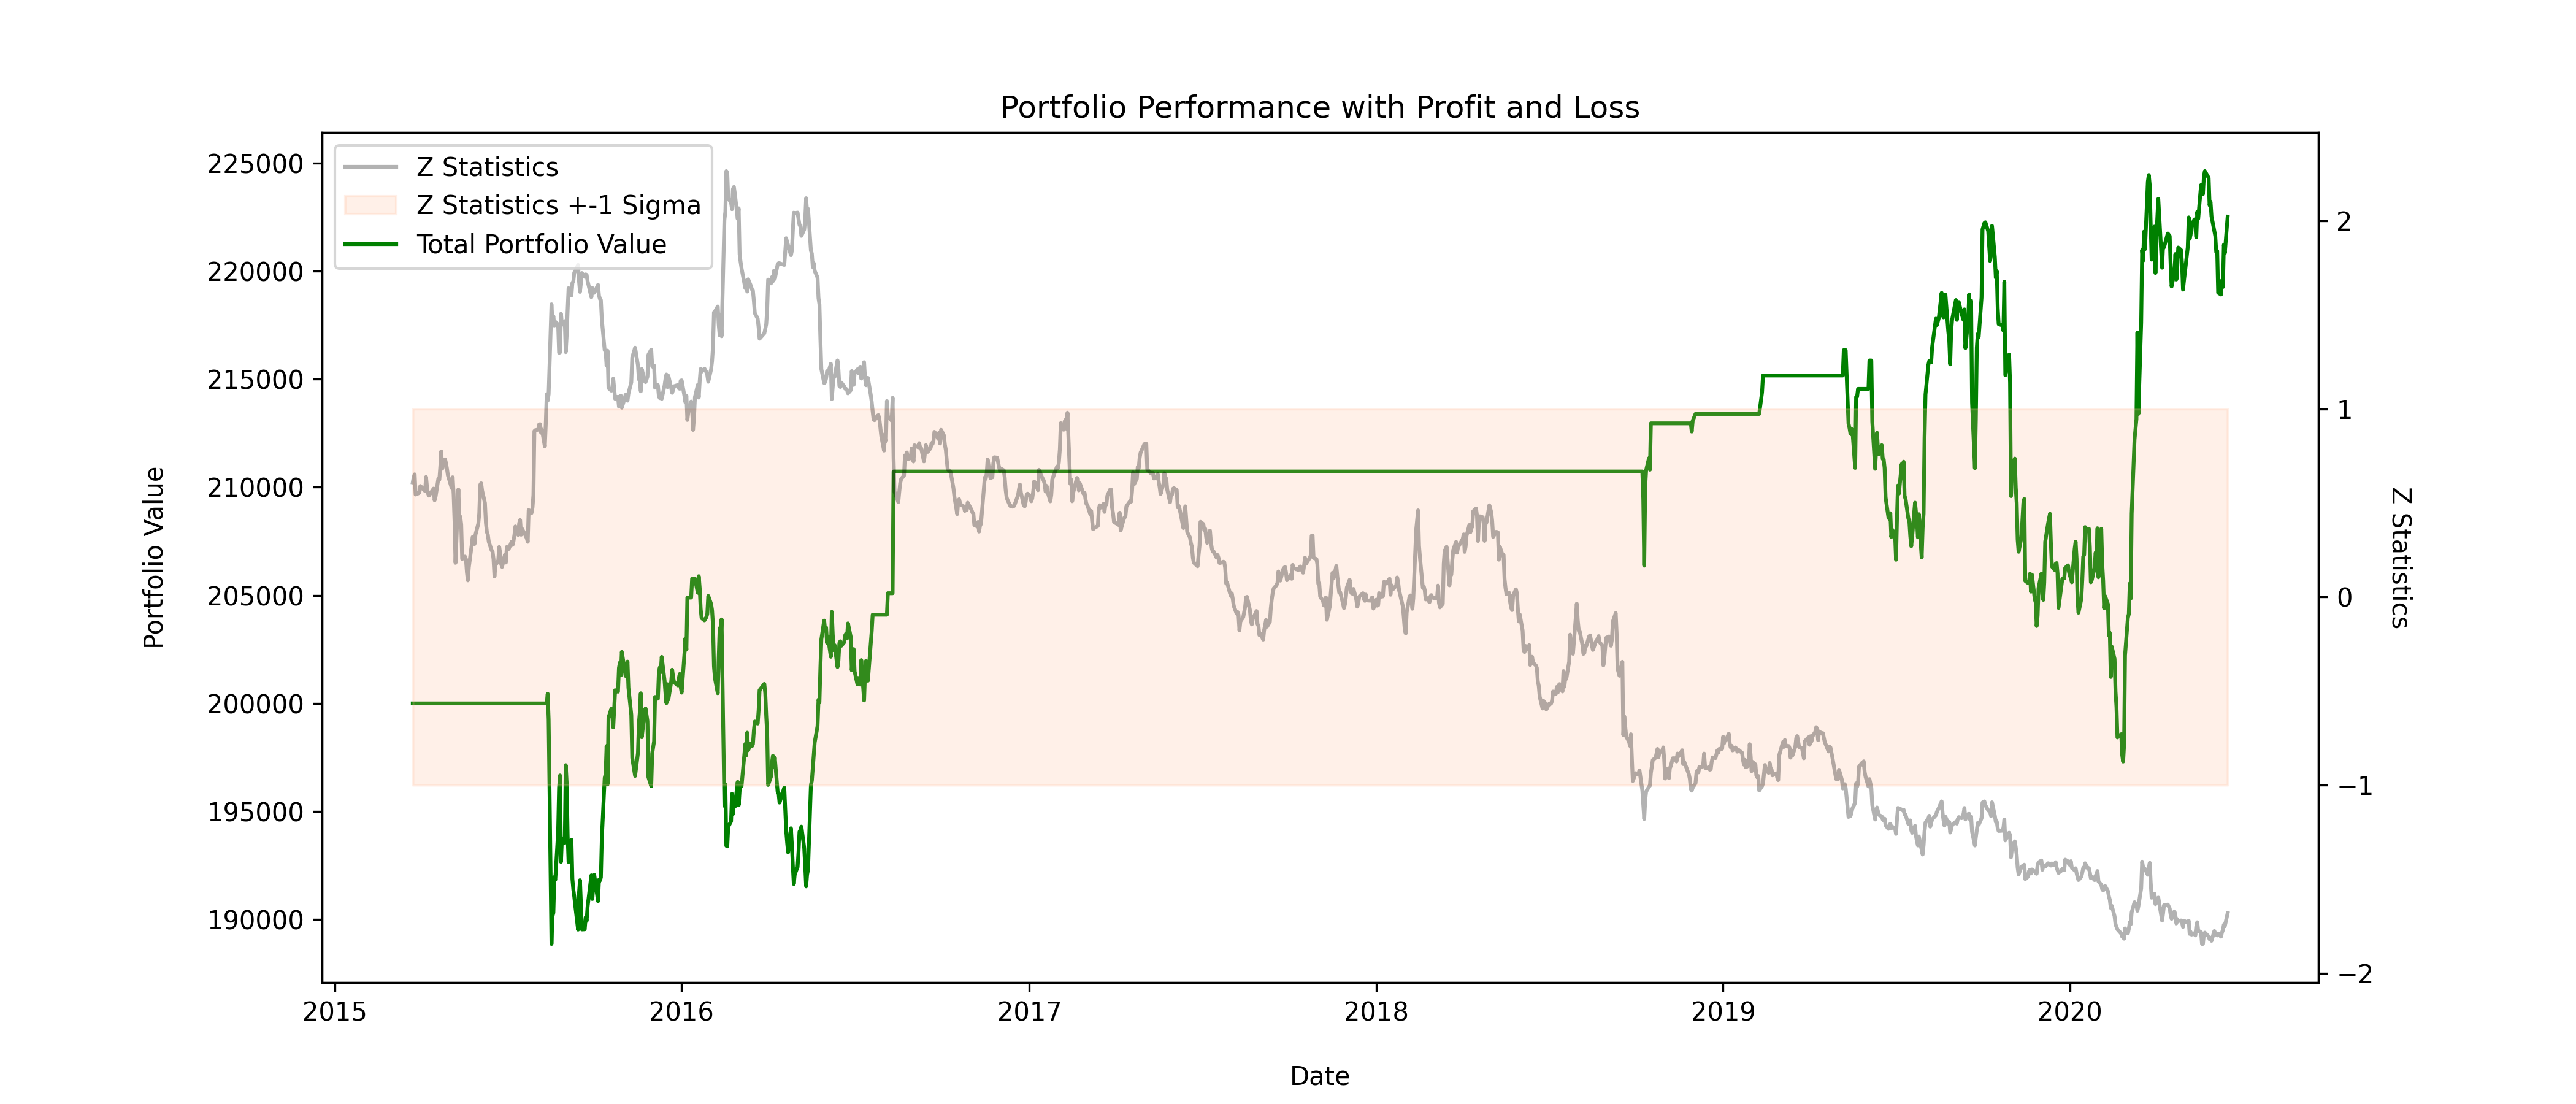 Portfolio Performance with Profit and Loss
Z Statistics
Z Statistics +-1 Sigma
Total Portfolio Value
Portfolio Value
225000
220000
215000
210000
205000
200000
195000
190000
2
1
0
−1
−2
Z Statistics
2015 2016 2017 2018 2019 2020
Date